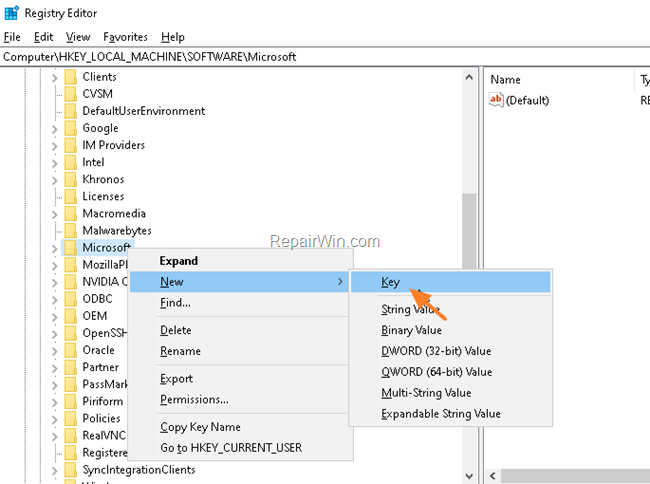 Registry Editor
File Edit View Favorites Help
Computer\HKEY_LOCAL_MACHINE\SOFTWARE\Microsoft
Clients
CVSM
DefaultUserEnvironment
Google
IM Providers
Intel
Khronos
Licenses
Macromedia
Malwarebytes
Microsoft
MozillaPl
NVIDIA C
ODBC
OEM
OpenSSH
Oracle
Partner
PassMark
Piriform
Policies
RealVNC
Registere
SyncIntegrationClients
Name Ty
ab (Default) RE
RepairWin.com
Expand
New
Find...
Delete
Rename
Export
Permissions...
Copy Key Name
Go to HKEY_CURRENT_USER
Key
String Value
Binary Value
DWORD (32-bit) Value
QWORD (64-bit) Value
Multi-String Value
Expandable String Value